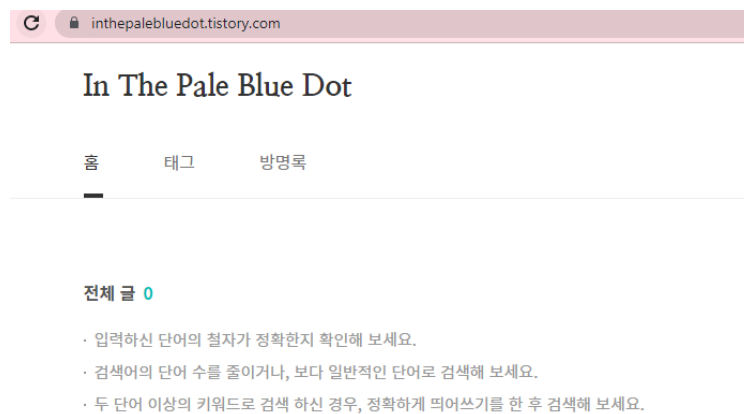 inthepalebluedot.tistory.com
In The Pale Blue Dot
홈 태그 방명록
전체 글 0
· 입력하신 단어의 철자가 정확한지 확인해 보세요.
· 검색어의 단어 수를 줄이거나, 보다 일반적인 단어로 검색해 보세요.
· 두 단어 이상의 키워드로 검색 하신 경우, 정확하게 띄어쓰기를 한 후 검색해 보세요.